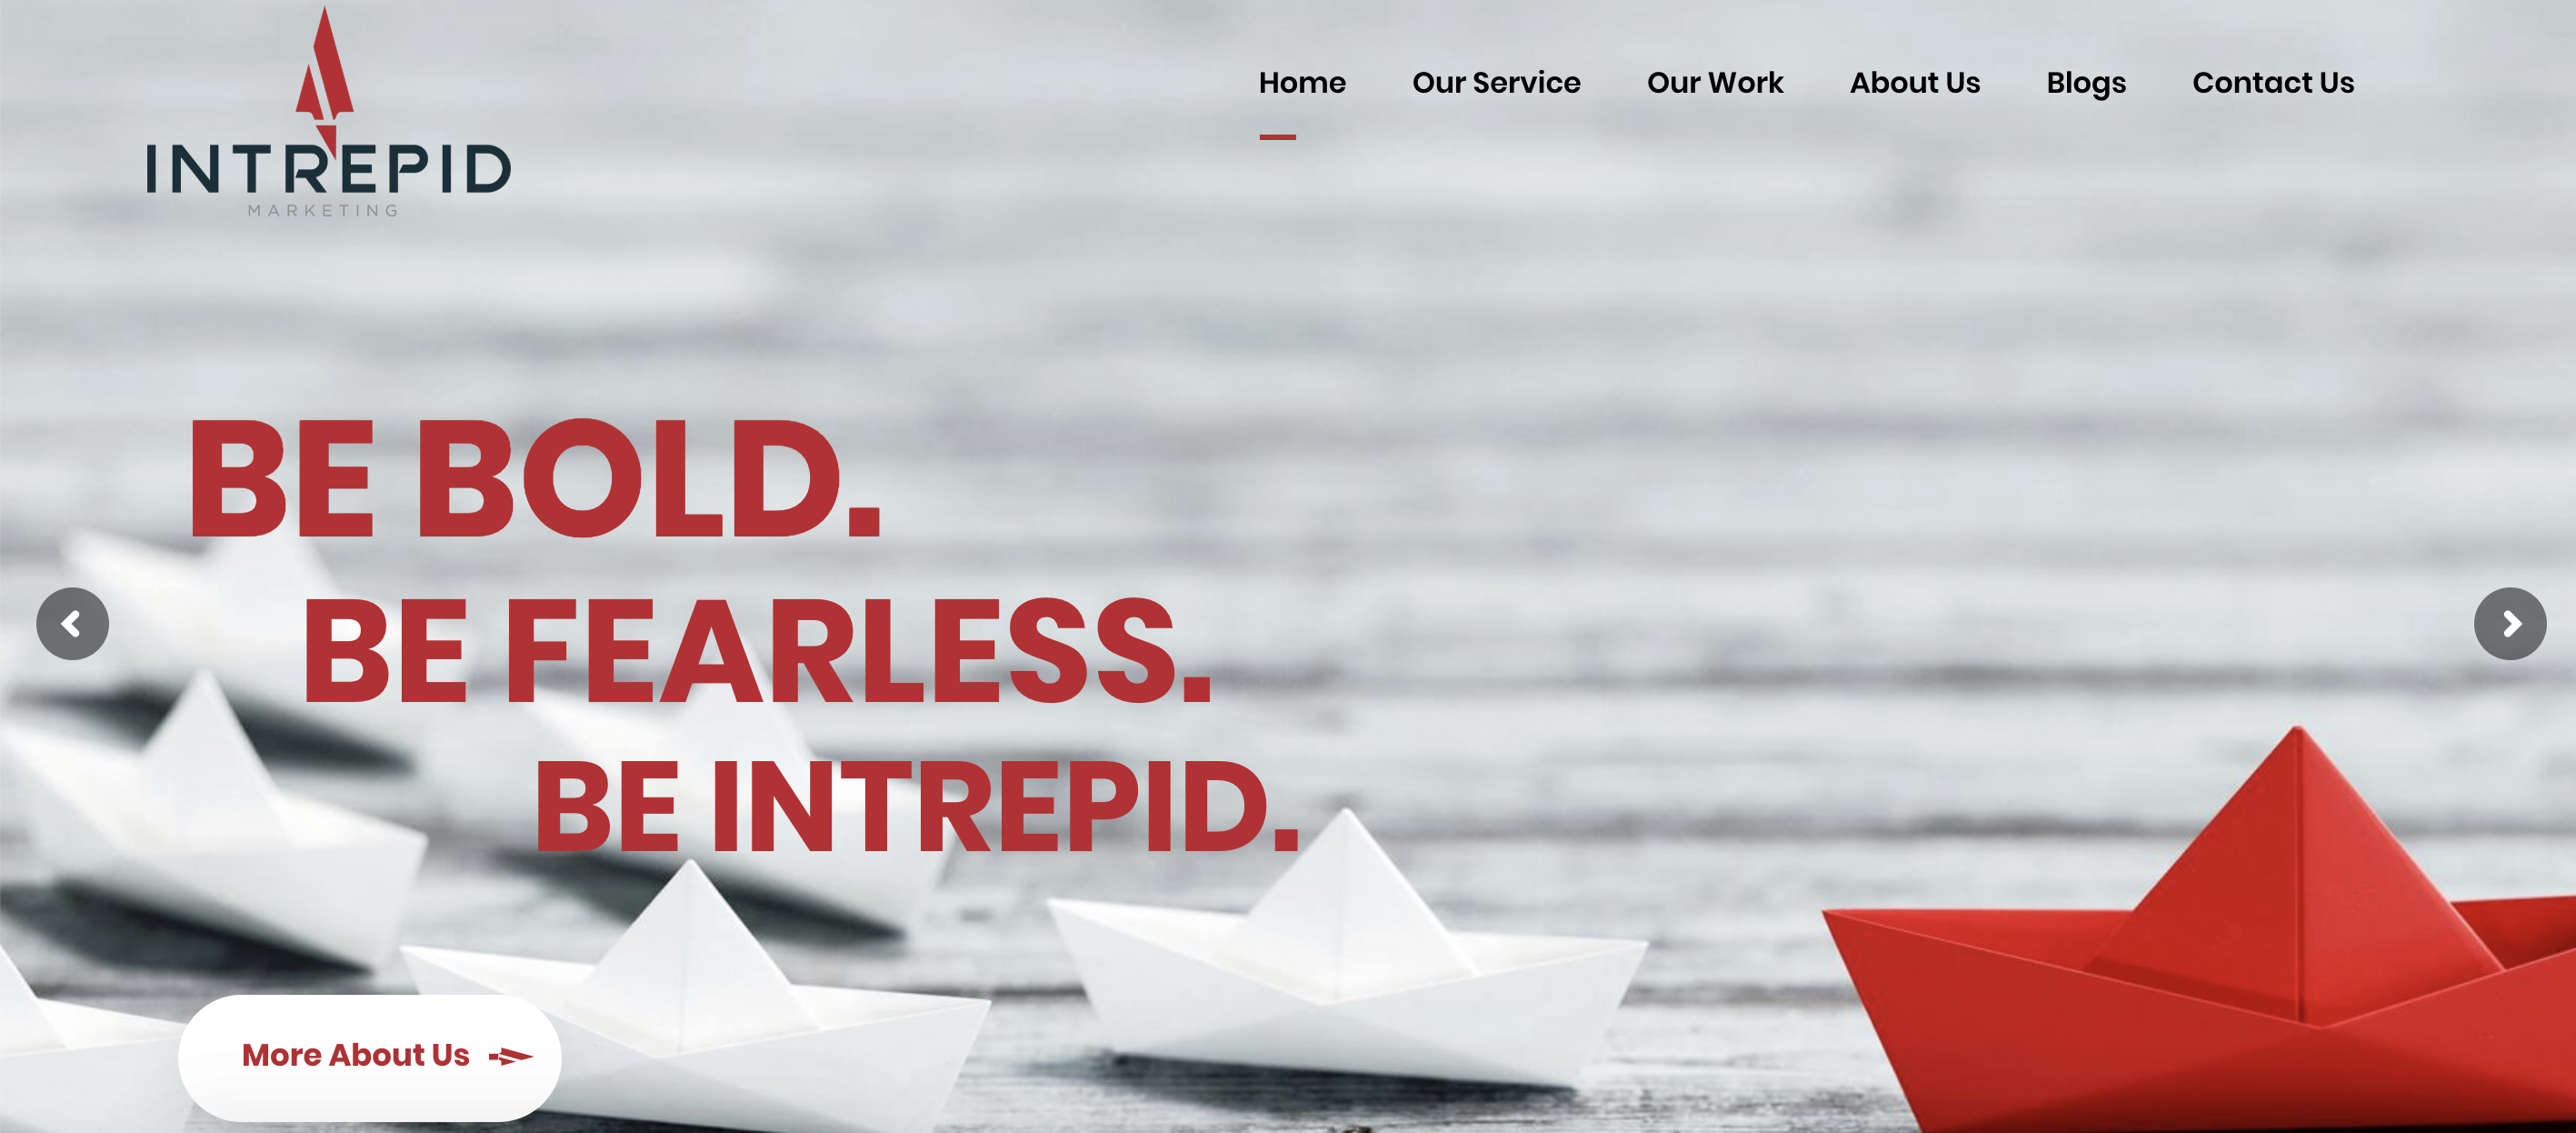 INTREPID
MARKETING
Home Our Service Our Work About Us Blogs Contact Us
BE BOLD.
BE FEARLESS.
BE INTREPID.
More About Us